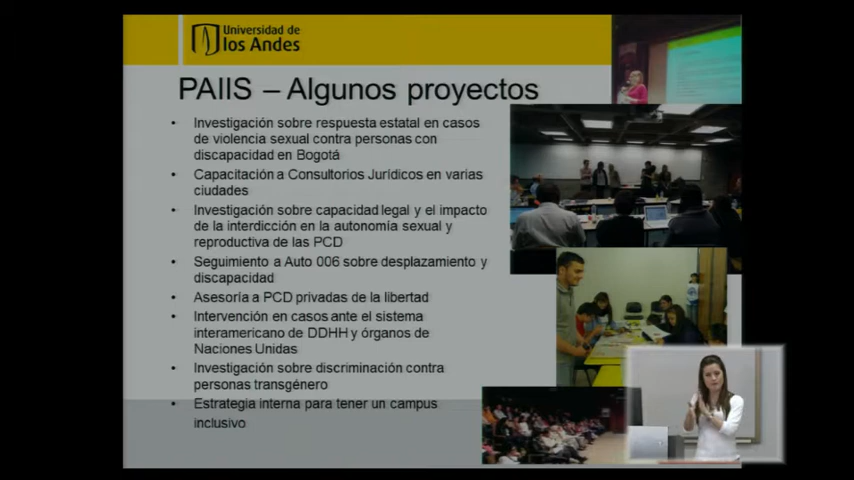 Universidad de
los Andes
PAIIS – Algunos proyectos
• Investigación sobre respuesta estatal en casos
de violencia sexual contra personas con
discapacidad en Bogotá
• Capacitación a Consultorios Jurídicos en varias
ciudades
• Investigación sobre capacidad legal y el impacto
de la interdicción en la autonomía sexual y
reproductiva de las PCD
• Seguimiento a Auto 006 sobre desplazamiento y
discapacidad
• Asesoría a PCD privadas de la libertad
• Intervención en casos ante el sistema
interamericano de DDHH y órganos de
Naciones Unidas
• Investigación sobre discriminación contra
personas transgénero
• Estrategia interna para tener un campus
inclusivo